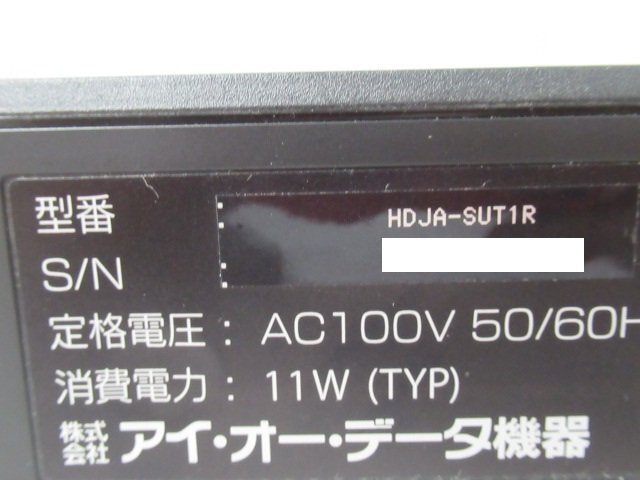 型番 HDJA-SUT1R
S/N
定格電圧： AC100V 50/60H
消費電力： 11W (TYP)
株式会社 アイ・オー・データ機器